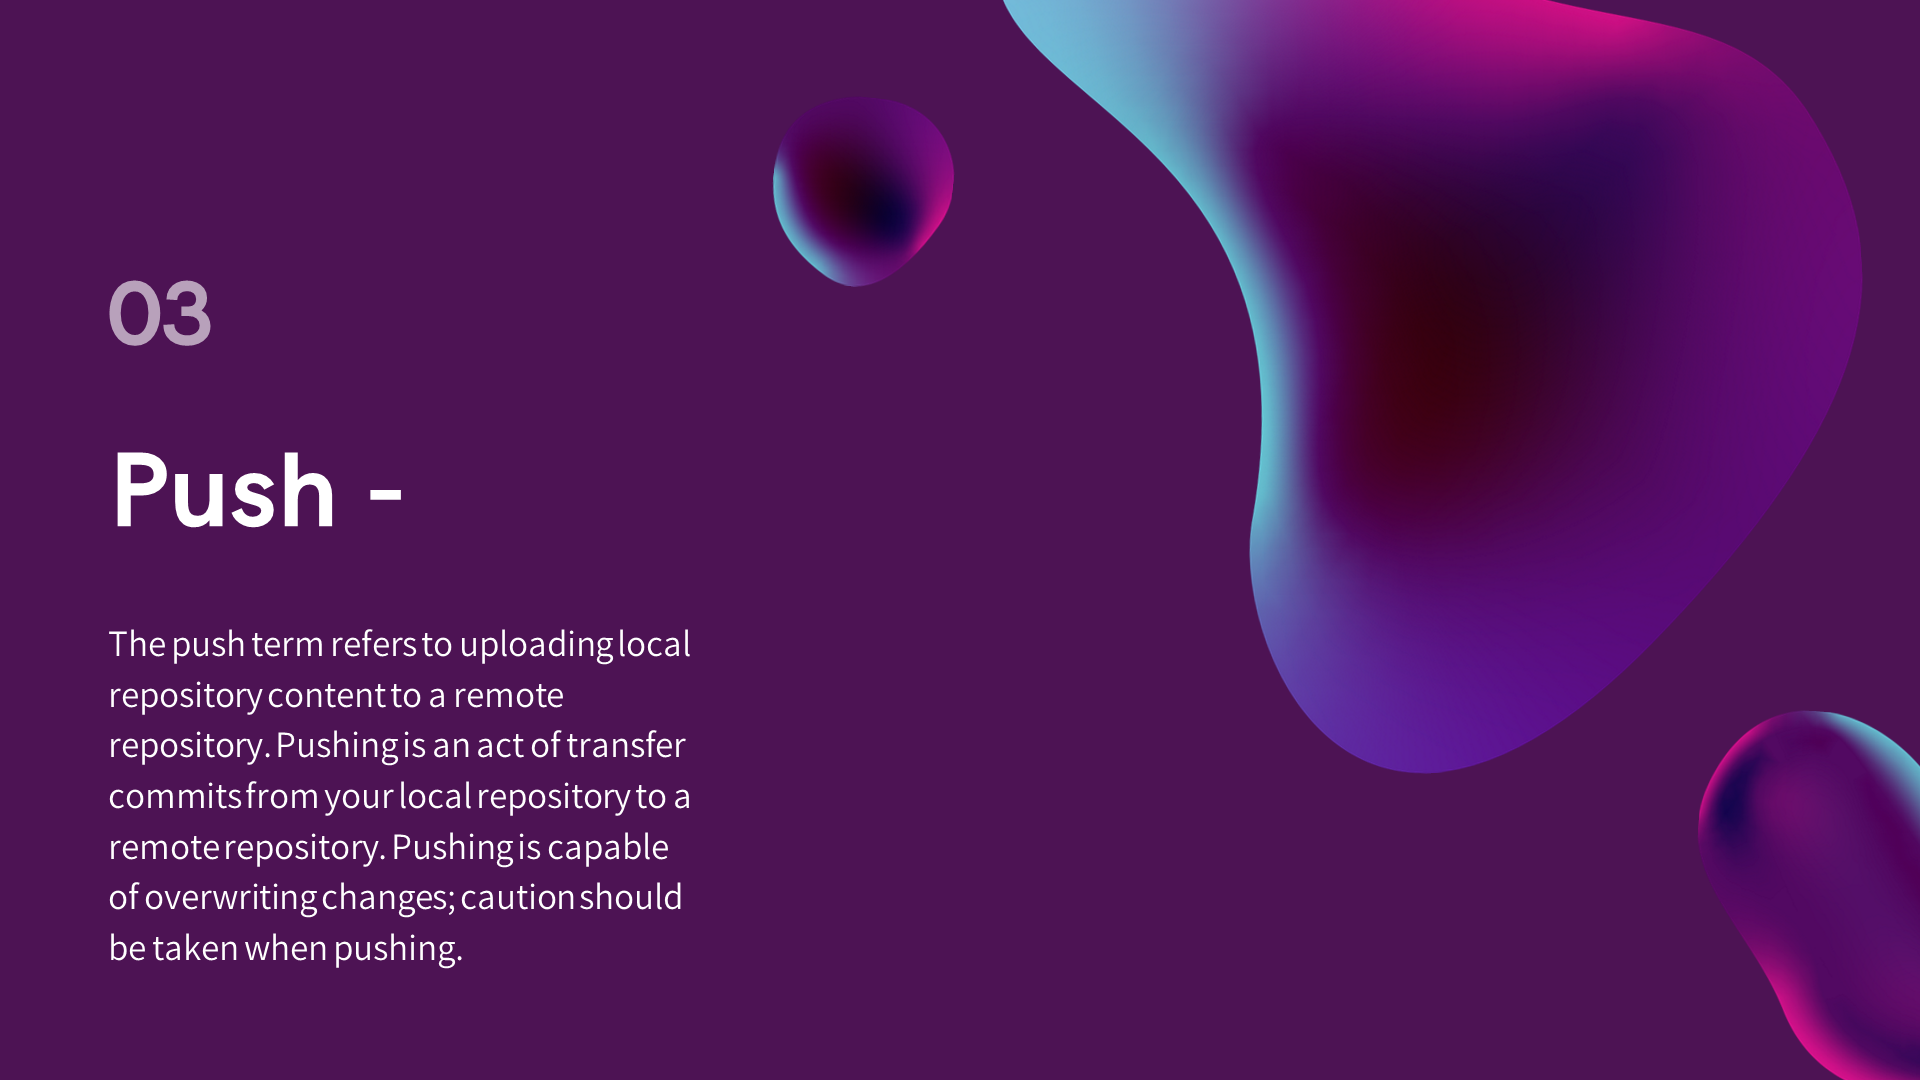 03
Push -
The push term refers to uploading local
repository content to a remote
repository. Pushing is an act of transfer
commits from your local repository to a
remote repository. Pushing is capable
of overwriting changes; caution should
be taken when pushing.